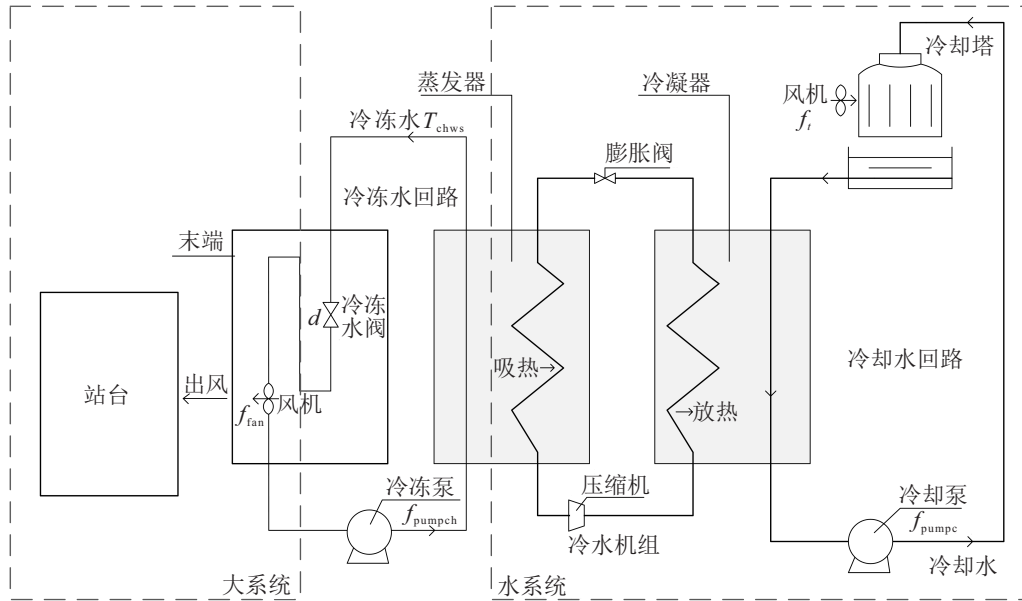 冷却塔
风机
f_t
蒸发器
冷凝器
冷冻水T_chws
膨胀阀
冷冻水回路
末端
d
冷冻
水阀
站台
出风
f_fan
风机
吸热→
→放热
冷却水回路
冷冻泵
f_pumpch
压缩机
冷水机组
冷却泵
f_pumpc
冷却水
大系统
水系统